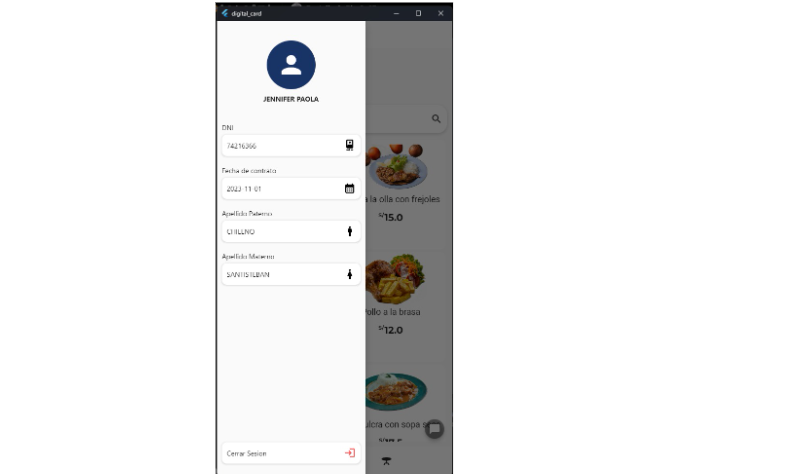 digital_card
JENNIFER PAOLA
DNI
74216366
Fecha de contrato
2023-11-01
Apellido Paterno
CHILENO
Apellido Materno
SANTISTEBAN
Cerrar Sesion
a la olla con frejoles
S/15.0
Pollo a la brasa
S/12.0
ulcra con sopa s